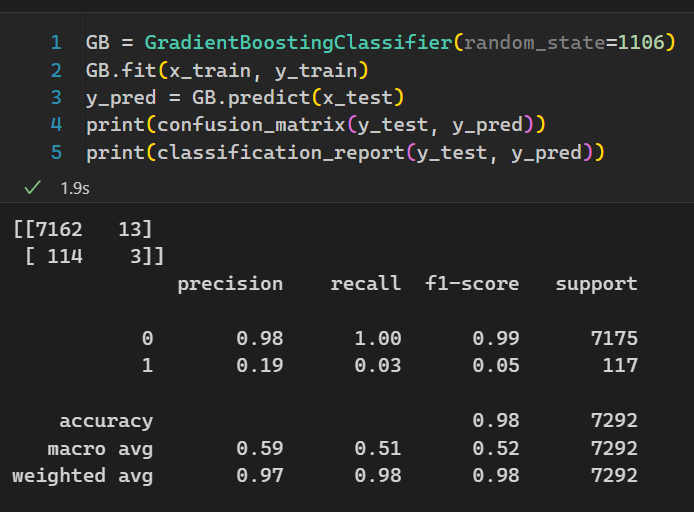 1 GB = GradientBoostingClassifier(random_state=1106)
2 GB.fit(x_train, y_train)
3 y_pred = GB.predict(x_test)
4 print(confusion_matrix(y_test, y_pred))
5 print(classification_report(y_test, y_pred))
✓ 1.9s
[[7162   13]
 [ 114    3]]
              precision    recall  f1-score   support
           0       0.98      1.00      0.99      7175
           1       0.19      0.03      0.05       117
    accuracy                           0.98      7292
   macro avg       0.59      0.51      0.52      7292
weighted avg       0.97      0.98      0.98      7292